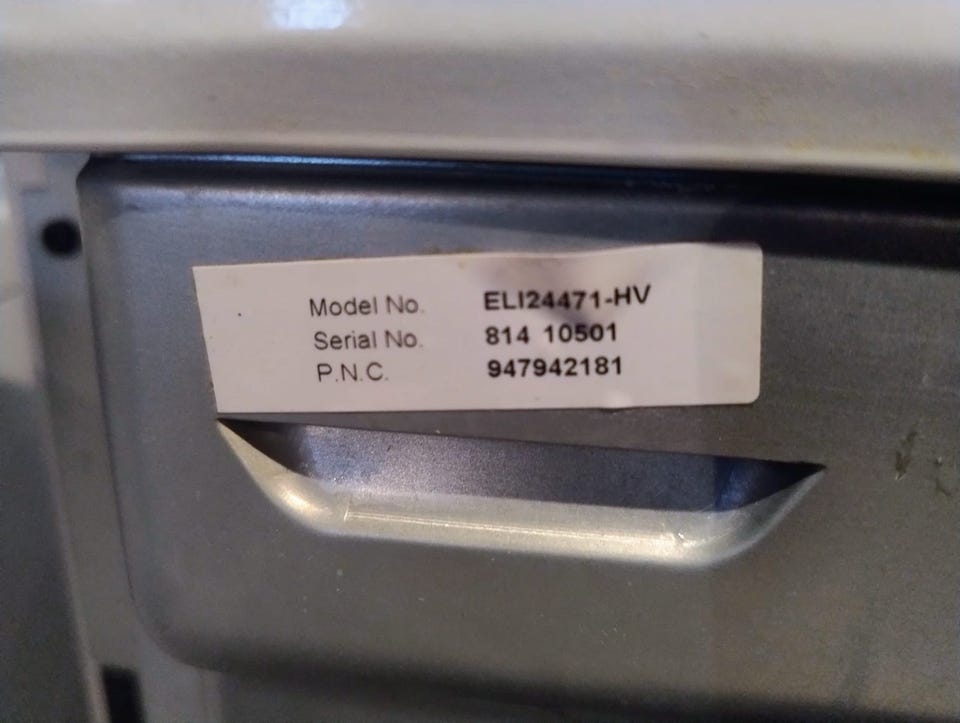 Model No. ELI24471-HV
Serial No. 814 10501
P.N.C. 947942181